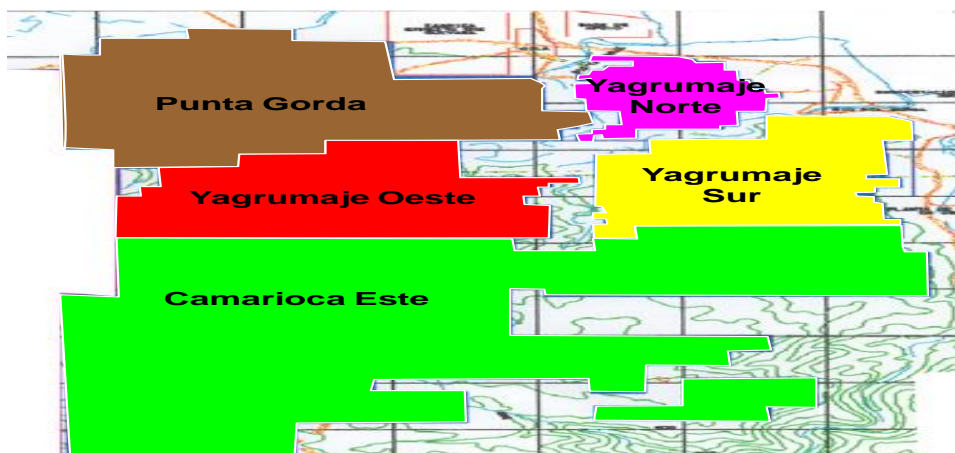 Punta Gorda
Yagrumaje
Norte
Yagrumaje Oeste
Yagrumaje
Sur
Camarioca Este